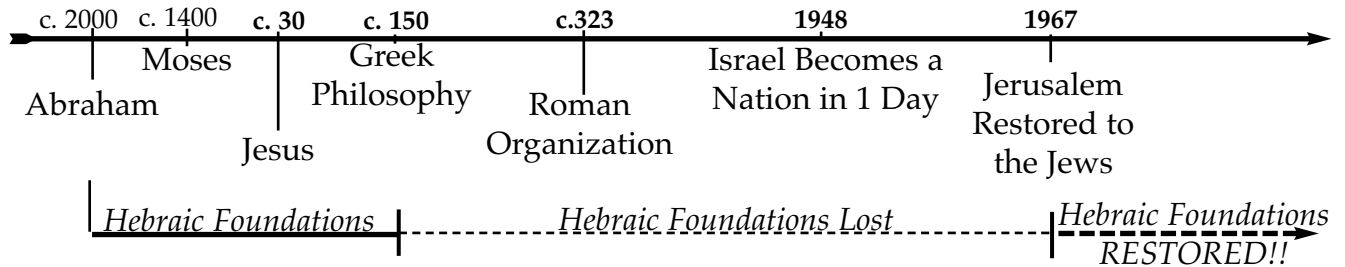 c. 2000 c. 1400 c. 30 c. 150 c.323 1948 1967
Moses Greek Israel Becomes a
Abraham Philosophy Roman Nation in 1 Day Jerusalem
Jesus Organization Restored to
the Jews
Hebraic Foundations Hebraic Foundations Lost Hebraic Foundations
RESTORED!!